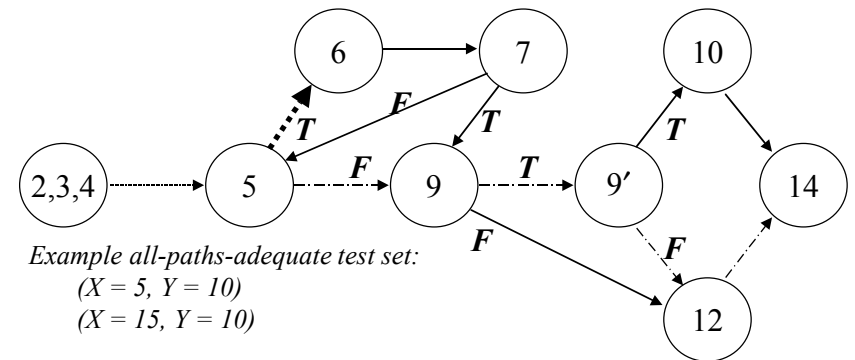 6
7
10
F
T
T
T
2,3,4
5
F
9
T
9′
14
F
F
Example all-paths-adequate test set:
(X = 5, Y = 10)
(X = 15, Y = 10)
12